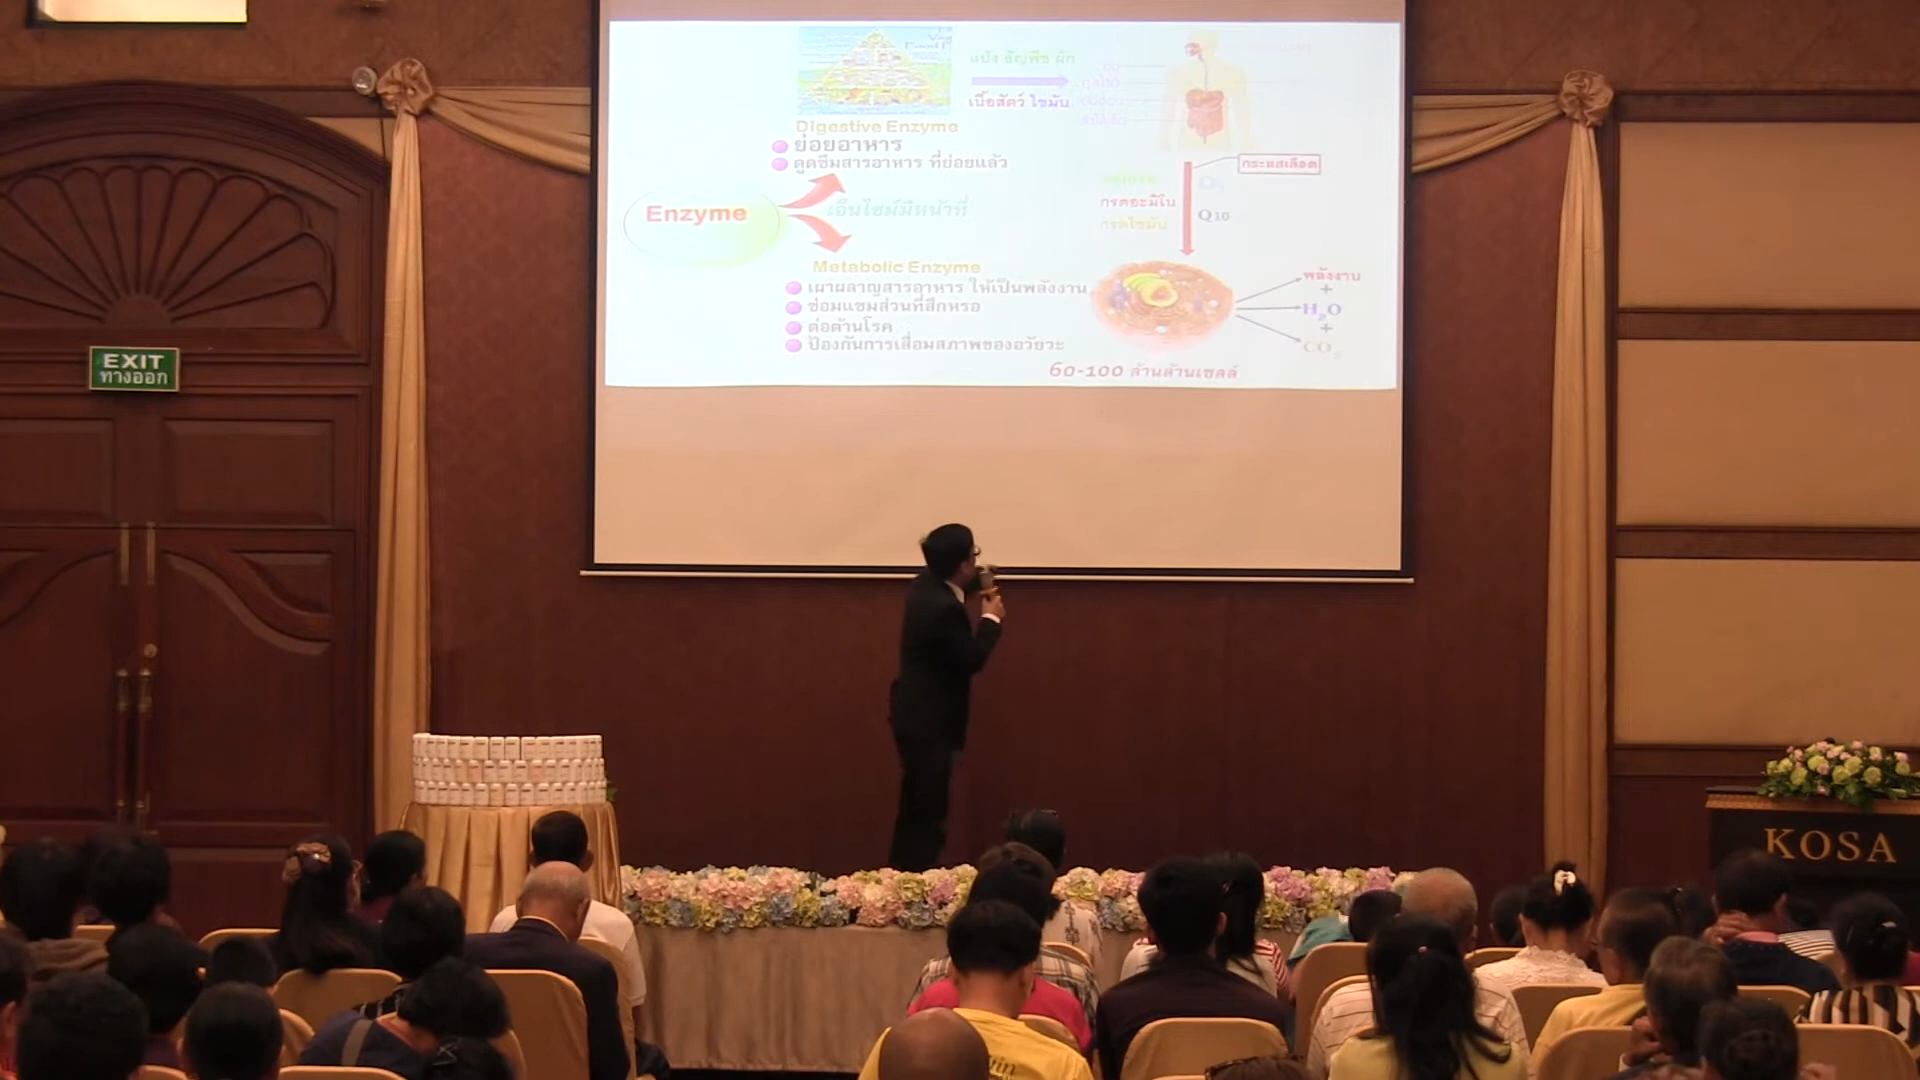 แป้ง ธัญพืช ผัก
เนื้อสัตว์ ไขมัน
Digestive Enzyme
ย่อยอาหาร
ดูดซึมสารอาหาร ที่ย่อยแล้ว
กระแสเลือด
Enzyme
เอ็นไซม์มีหน้าที่
กรดอะมิโน
Q10
กรดไขมัน
Metabolic Enzyme
เผาผลาญสารอาหาร ให้เป็นพลังงาน
ซ่อมแซมส่วนที่สึกหรอ
ต่อต้านโรค
ป้องกันการเสื่อมสภาพของอวัยวะ
พลังงาน
+
H2O
+
CO2
60-100 ล้านล้านเซลล์
EXIT
ทางออก
KOSA